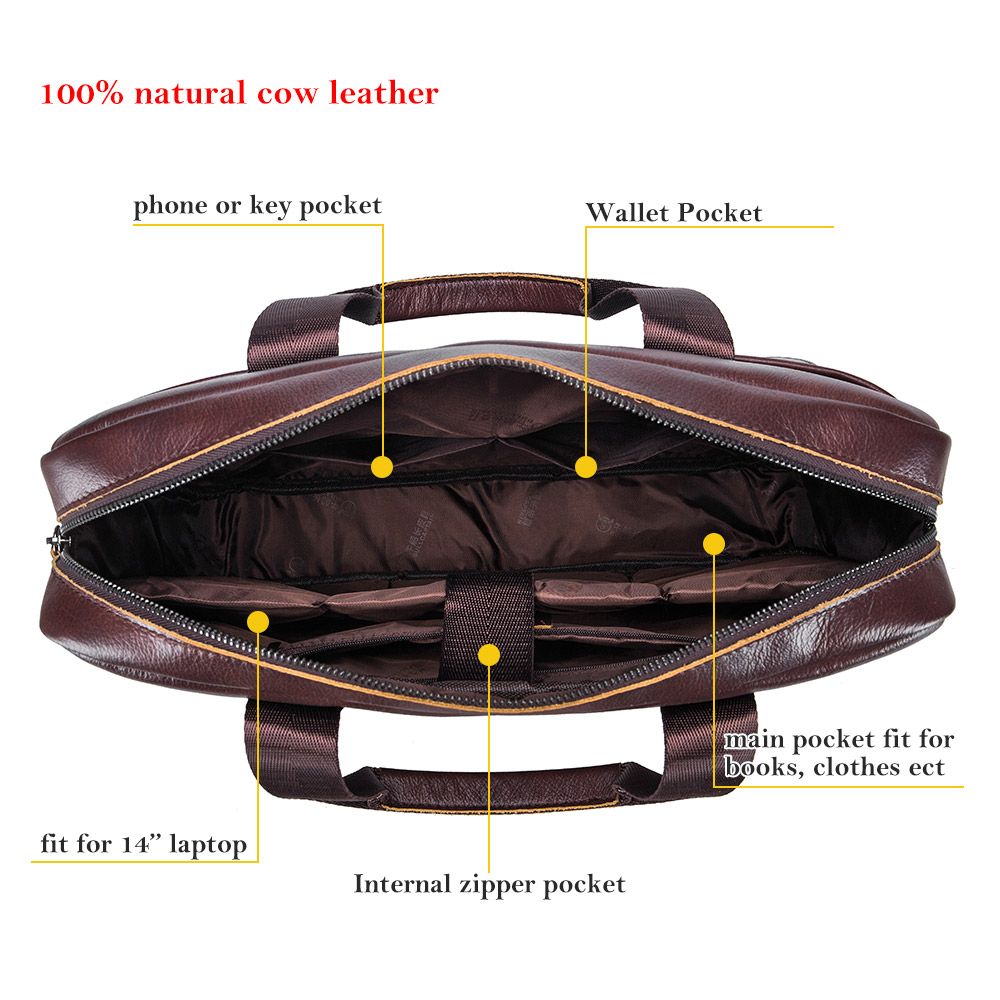 100% natural cow leather
phone or key pocket
Wallet Pocket
main pocket fit for
books, clothes ect
fit for 14” laptop
Internal zipper pocket